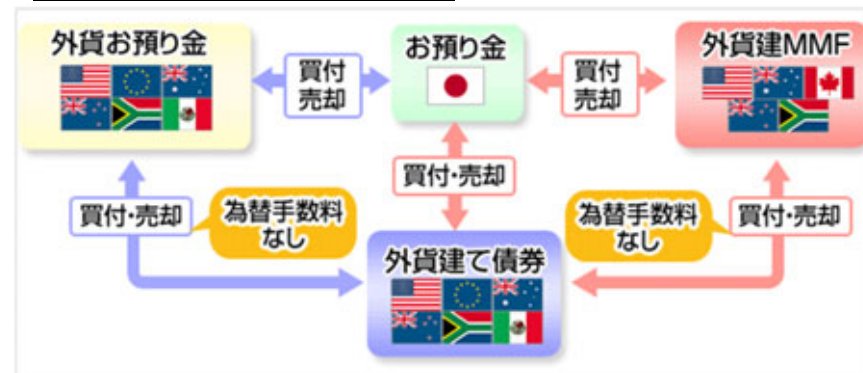 外貨お預り金
お預り金
外貨建MMF
買付
売却
買付
売却
買付・売却
買付・売却
為替手数料
なし
為替手数料
なし
買付・売却
外貨建て債券